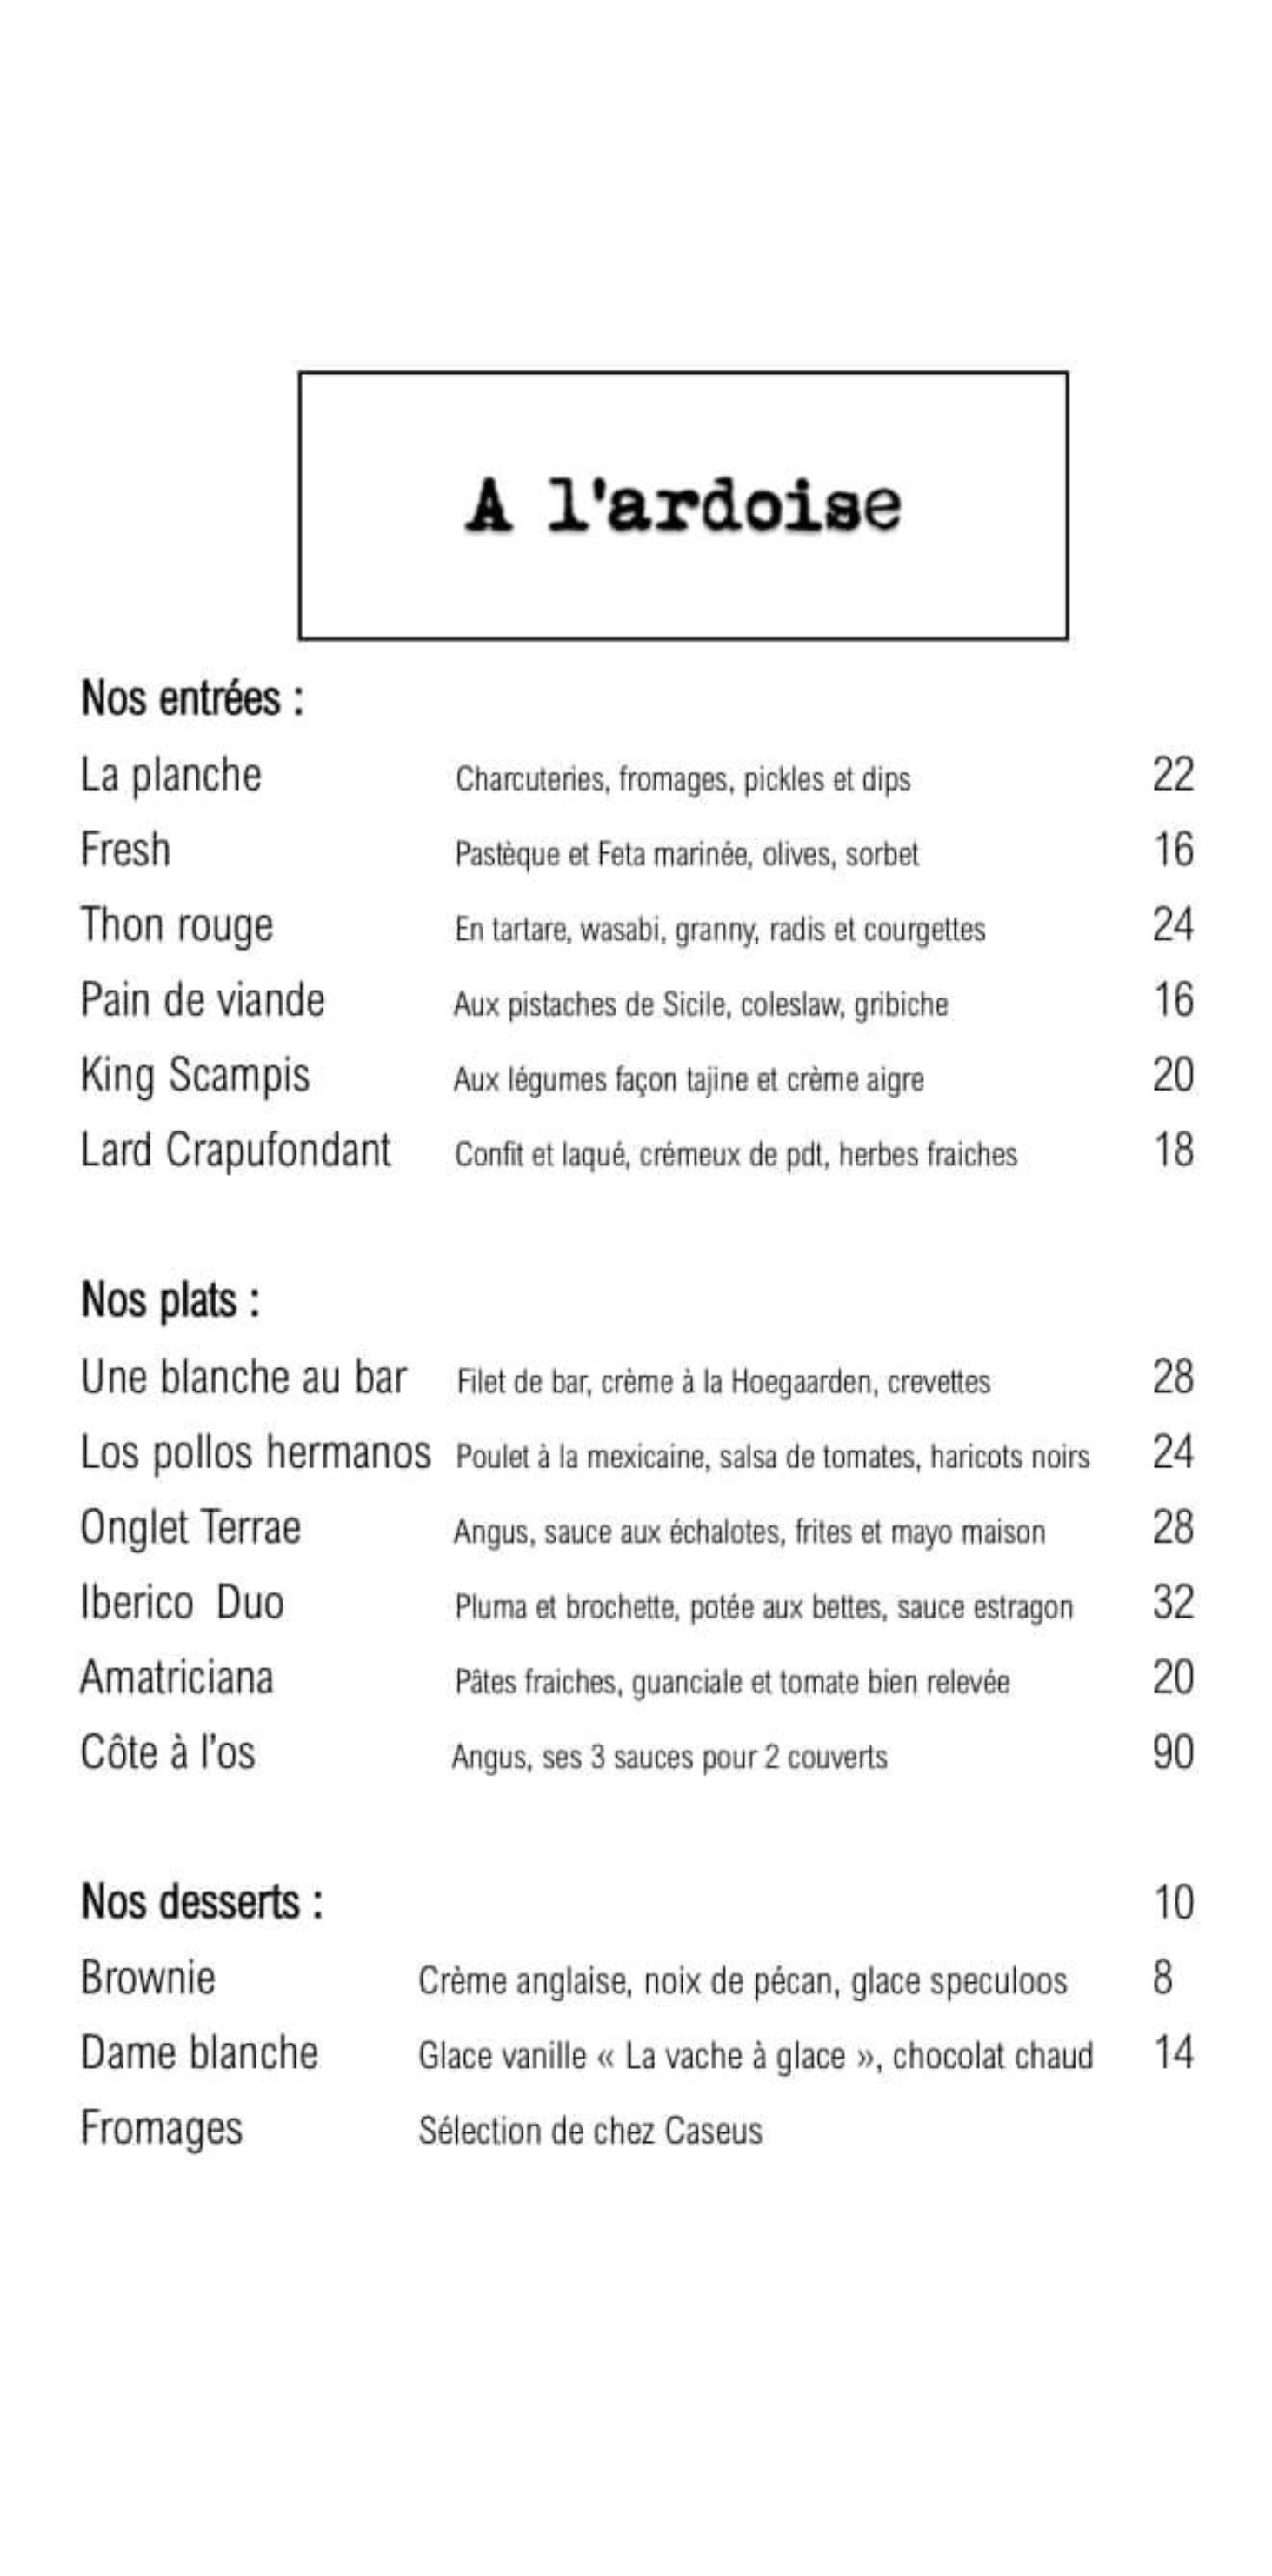 A l'ardoise
Nos entrées :
La planche Charcuteries, fromages, pickles et dips 22
Fresh Pastèque et Feta marinée, olives, sorbet 16
Thon rouge En tartare, wasabi, granny, radis et courgettes 24
Pain de viande Aux pistaches de Sicile, coleslaw, gribiche 16
King Scampis Aux légumes façon tajine et crème aigre 20
Lard Crapufondant Confit et laqué, crémeux de pdt, herbes fraiches 18
Nos plats :
Une blanche au bar Filet de bar, crème à la Hoegaarden, crevettes 28
Los pollos hermanos Poulet à la mexicaine, salsa de tomates, haricots noirs 24
Onglet Terrae Angus, sauce aux échalotes, frites et mayo maison 28
Iberico Duo Pluma et brochette, potée aux bettes, sauce estragon 32
Amatriciana Pâtes fraiches, guanciale et tomate bien relevée 20
Côte à l'os Angus, ses 3 sauces pour 2 couverts 90
Nos desserts : 10
Brownie Crème anglaise, noix de pécan, glace speculoos 8
Dame blanche Glace vanille « La vache à glace », chocolat chaud 14
Fromages Sélection de chez Caseus